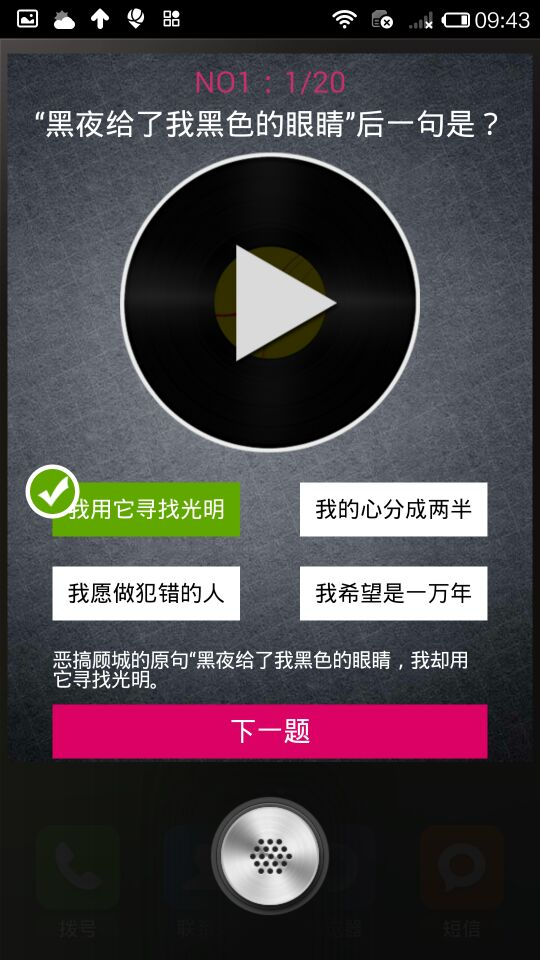 09:43
NO1：1/20
“黑夜给了我黑色的眼睛”后一句是？
我用它寻找光明
我的心分成两半
我愿做犯错的人
我希望是一万年
恶搞顾城的原句“黑夜给了我黑色的眼睛，我却用
它寻找光明。
下一题
拨号
短信